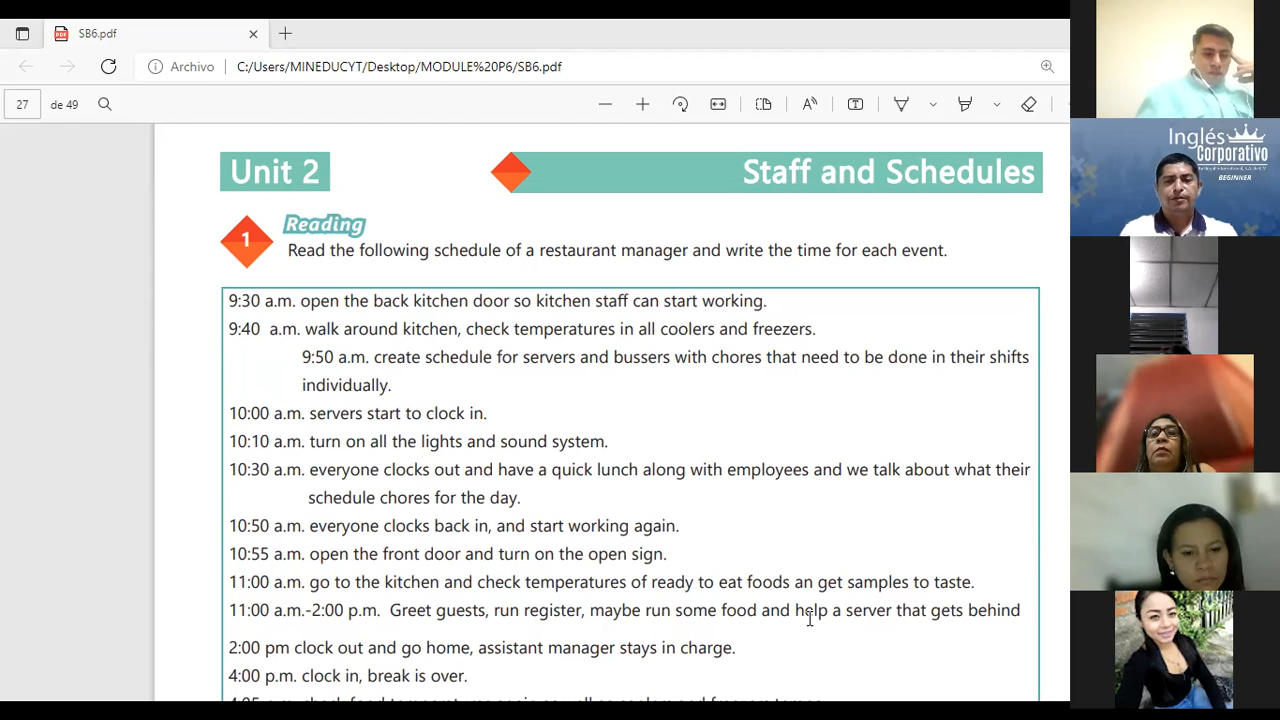 SB6.pdf
Archivo
C:/Users/MINEDUCYT/Desktop/MODULE%20P6/SB6.pdf
27
de 49
Unit 2
Staff and Schedules
1
Reading
Read the following schedule of a restaurant manager and write the time for each event.
9:30 a.m. open the back kitchen door so kitchen staff can start working.
9:40 a.m. walk around kitchen, check temperatures in all coolers and freezers.
9:50 a.m. create schedule for servers and bussers with chores that need to be done in their shifts
individually.
10:00 a.m. servers start to clock in.
10:10 a.m. turn on all the lights and sound system.
10:30 a.m. everyone clocks out and have a quick lunch along with employees and we talk about what their
schedule chores for the day.
10:50 a.m. everyone clocks back in, and start working again.
10:55 a.m. open the front door and turn on the open sign.
11:00 a.m. go to the kitchen and check temperatures of ready to eat foods an get samples to taste.
11:00 a.m.-2:00 p.m. Greet guests, run register, maybe run some food and help a server that gets behind
2:00 pm clock out and go home, assistant manager stays in charge.
4:00 p.m. clock in, break is over.
Inglés
Corporativo
BEGINNER